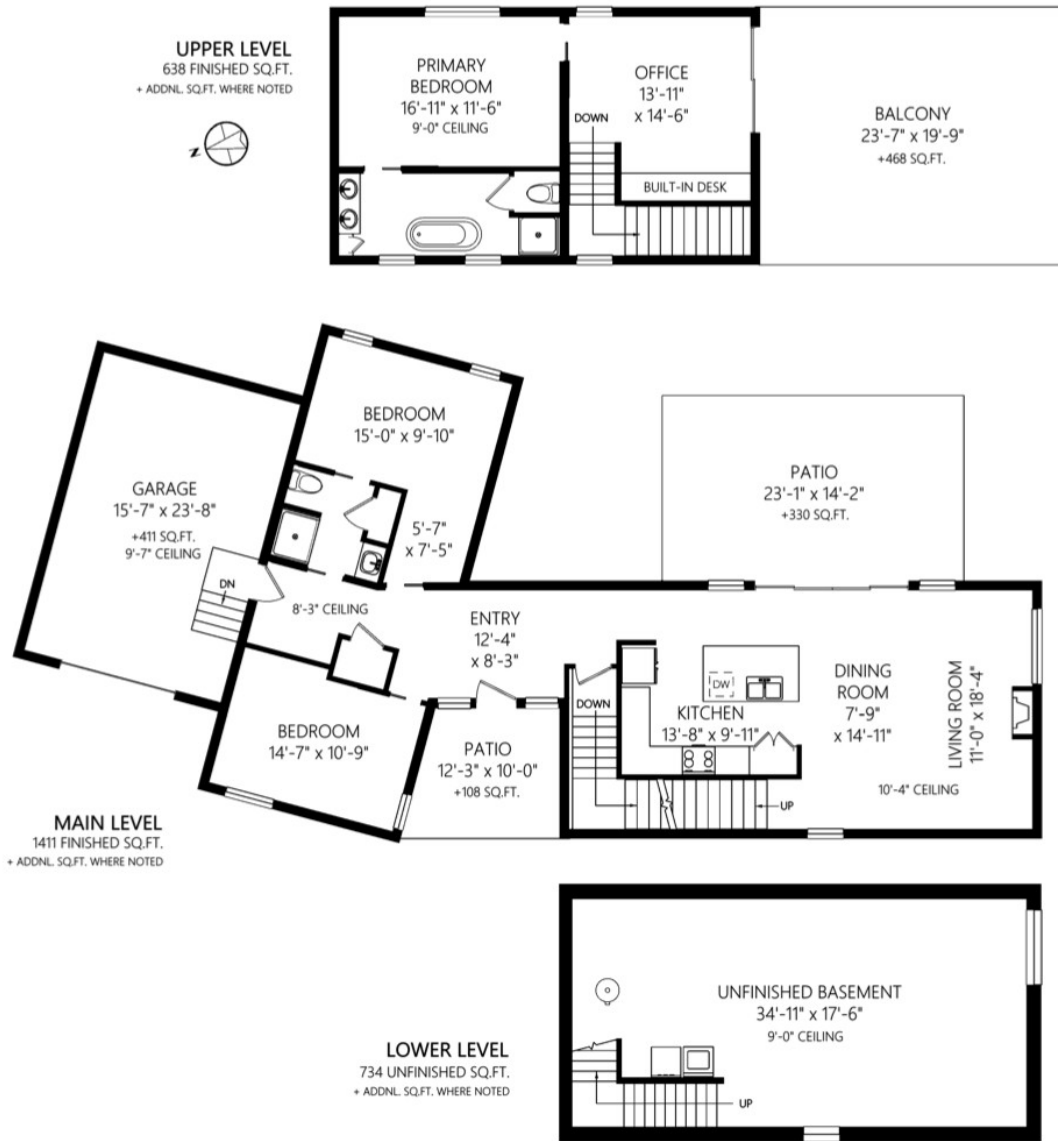 UPPER LEVEL
638 FINISHED SQ.FT.
+ ADDNL. SQ.FT. WHERE NOTED
N
PRIMARY
BEDROOM
16'-11" x 11'-6"
9'-0" CEILING
OFFICE
13'-11"
x 14'-6"
DOWN
BUILT-IN DESK
BALCONY
23'-7" x 19'-9"
+468 SQ.FT.
BEDROOM
15'-0" x 9'-10"
GARAGE
15'-7" x 23'-8"
+411 SQ.FT.
9'-7" CEILING
DN
5'-7"
x 7'-5"
8'-3" CEILING
PATIO
23'-1" x 14'-2"
+330 SQ.FT.
ENTRY
12'-4"
x 8'-3"
BEDROOM
14'-7" x 10'-9"
PATIO
12'-3" x 10'-0"
+108 SQ.FT.
DOWN
DW
KITCHEN
13'-8" x 9'-11"
UP
DINING
ROOM
7'-9"
x 14'-11"
LIVING ROOM
11'-0" x 18'-4"
10'-4" CEILING
MAIN LEVEL
1411 FINISHED SQ.FT.
+ ADDNL. SQ.FT. WHERE NOTED
UNFINISHED BASEMENT
34'-11" x 17'-6"
9'-0" CEILING
UP
LOWER LEVEL
734 UNFINISHED SQ.FT.
+ ADDNL. SQ.FT. WHERE NOTED